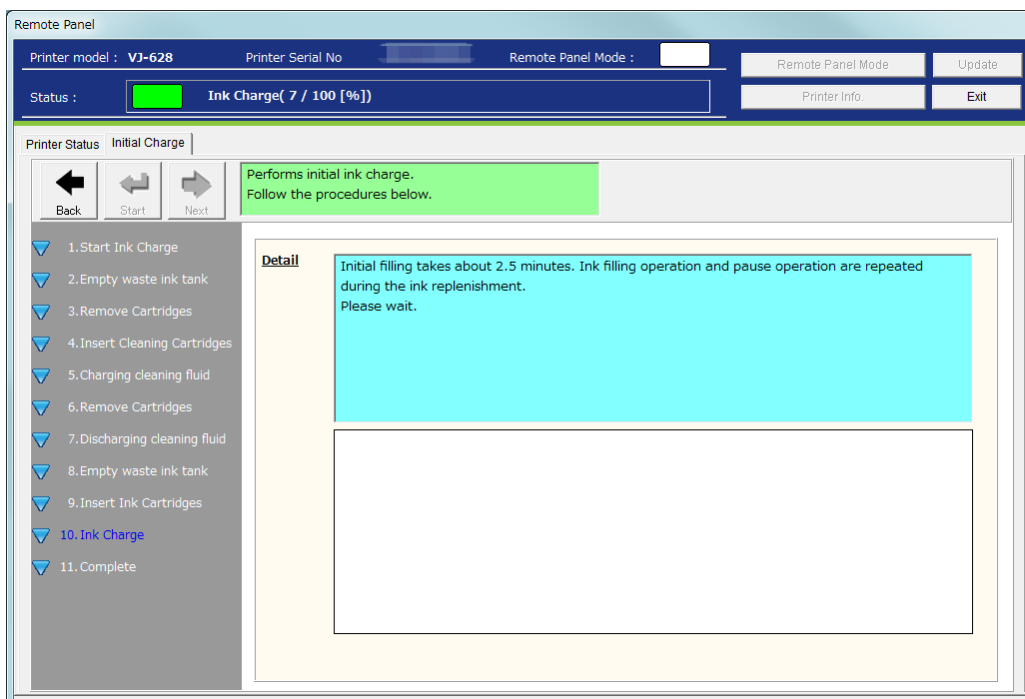 Remote Panel
Printer model : VJ-628 Printer Serial No Remote Panel Mode :
Remote Panel Mode Update
Status : Ink Charge( 7 / 100 [%])
Printer Info. Exit
Printer Status Initial Charge
Back Start Next
Performs initial ink charge.
Follow the procedures below.
1.Start Ink Charge
2.Empty waste ink tank
3.Remove Cartridges
4.Insert Cleaning Cartridges
5.Charging cleaning fluid
6.Remove Cartridges
7.Discharging cleaning fluid
8.Empty waste ink tank
9.Insert Ink Cartridges
10.Ink Charge
11.Complete
Detail
Initial filling takes about 2.5 minutes. Ink filling operation and pause operation are repeated
during the ink replenishment.
Please wait.